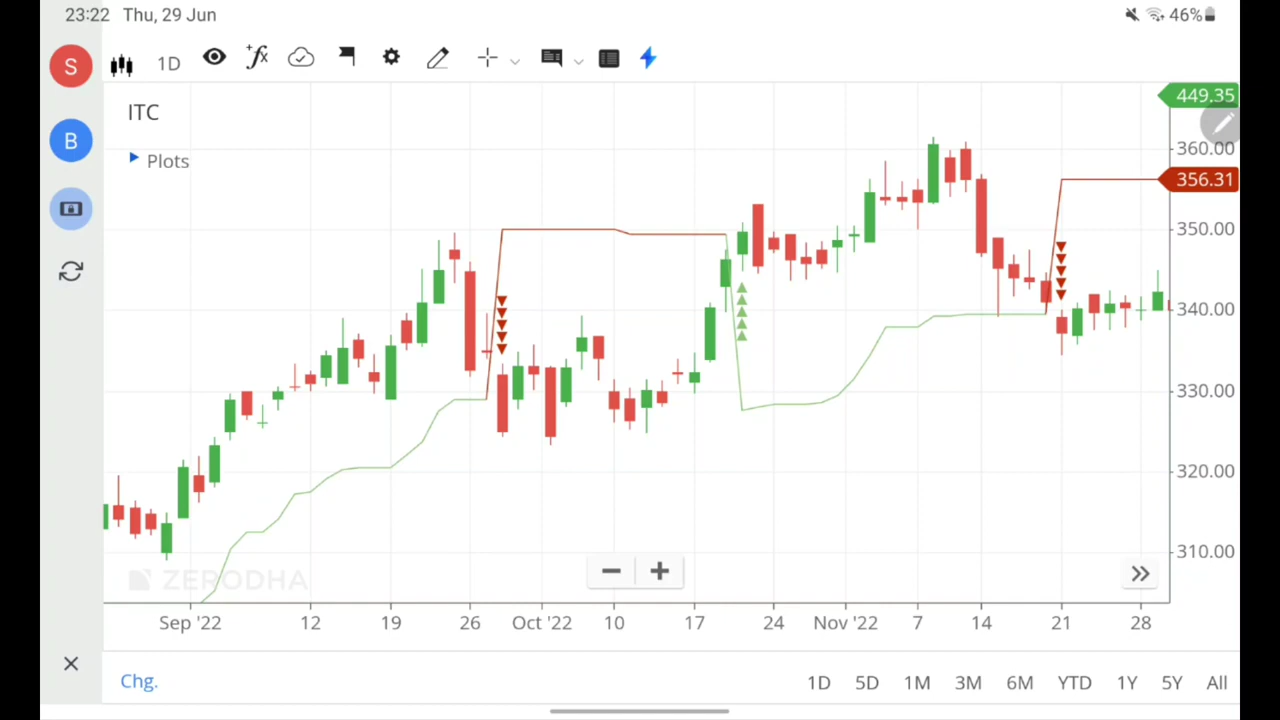 23:22 Thu, 29 Jun
46%
S
1D
449.35
ITC
B
360.00
Plots
356.31
350.00
340.00
330.00
320.00
310.00
ZERODHA
Sep '22 12 19 26 Oct '22 10 17 24 Nov '22 7 14 21 28
Chg.
1D 5D 1M 3M 6M YTD 1Y 5Y All